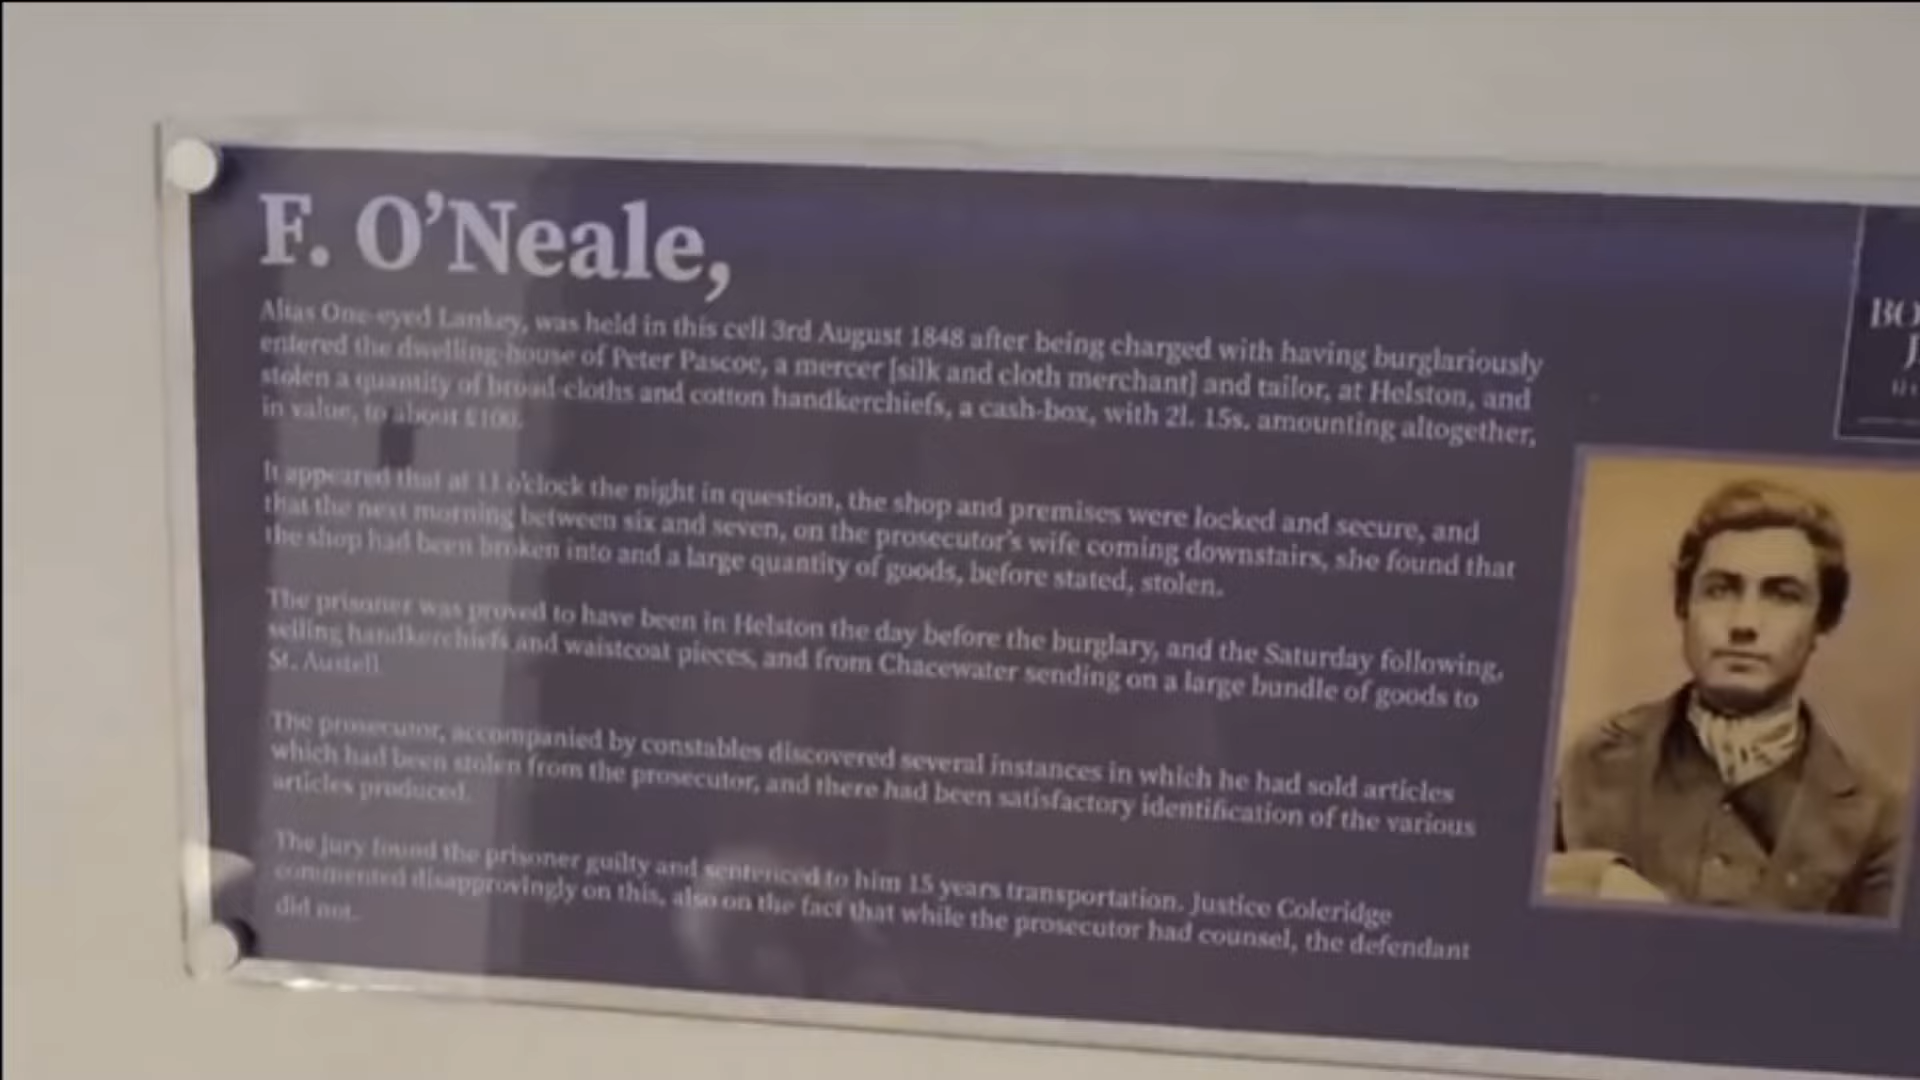 F. O'Neale,
Altas One-eyed Lankey, was held in this cell 3rd August 1848 after being charged with having burglariously
entered the dwelling-house of Peter Pascoe, a mercer [silk and cloth merchant] and tailor, at Helston, and
stolen a quantity of broad-cloths and cotton handkerchiefs, a cash-box, with 2l. 15s. amounting altogether,
in value, to about £100.
It appeared that at 11 o'clock the night in question, the shop and premises were locked and secure, and
that the next morning between six and seven, on the prosecutor's wife coming downstairs, she found that
the shop had been broken into and a large quantity of goods, before stated, stolen.
The prisoner was proved to have been in Helston the day before the burglary, and the Saturday following,
selling handkerchiefs and waistcoat pieces, and from Chacewater sending on a large bundle of goods to
St. Austell
The prosecutor, accompanied by constables discovered several instances in which he had sold articles
which had been stolen from the prosecutor, and there had been satisfactory identification of the various
articles produced.
The jury found the prisoner guilty and sentenced to him 15 years transportation. Justice Coleridge
commented disapprovingly on this, also on the fact that while the prosecutor had counsel, the defendant
did not.
BO
J